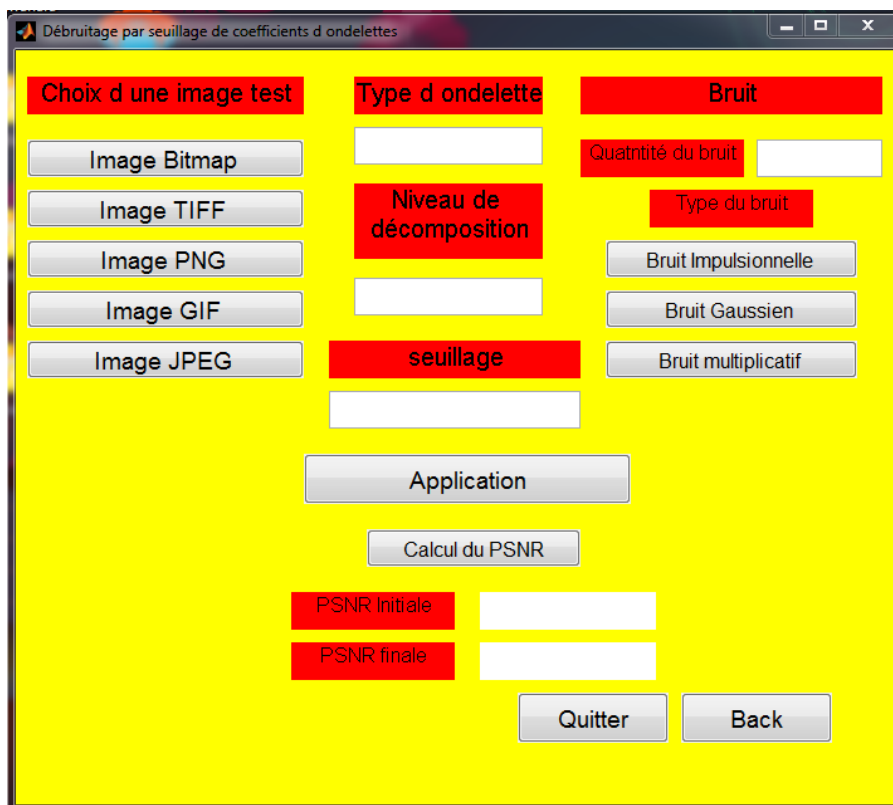 Débruitage par seuillage de coefficients d ondelettes
Choix d une image test
Image Bitmap
Image TIFF
Image PNG
Image GIF
Image JPEG
Type d ondelette
Niveau de
décomposition
seuillage
Bruit
Quatntité du bruit
Type du bruit
Bruit Impulsionnelle
Bruit Gaussien
Bruit multiplicatif
Application
Calcul du PSNR
PSNR Initiale
PSNR finale
Quitter
Back